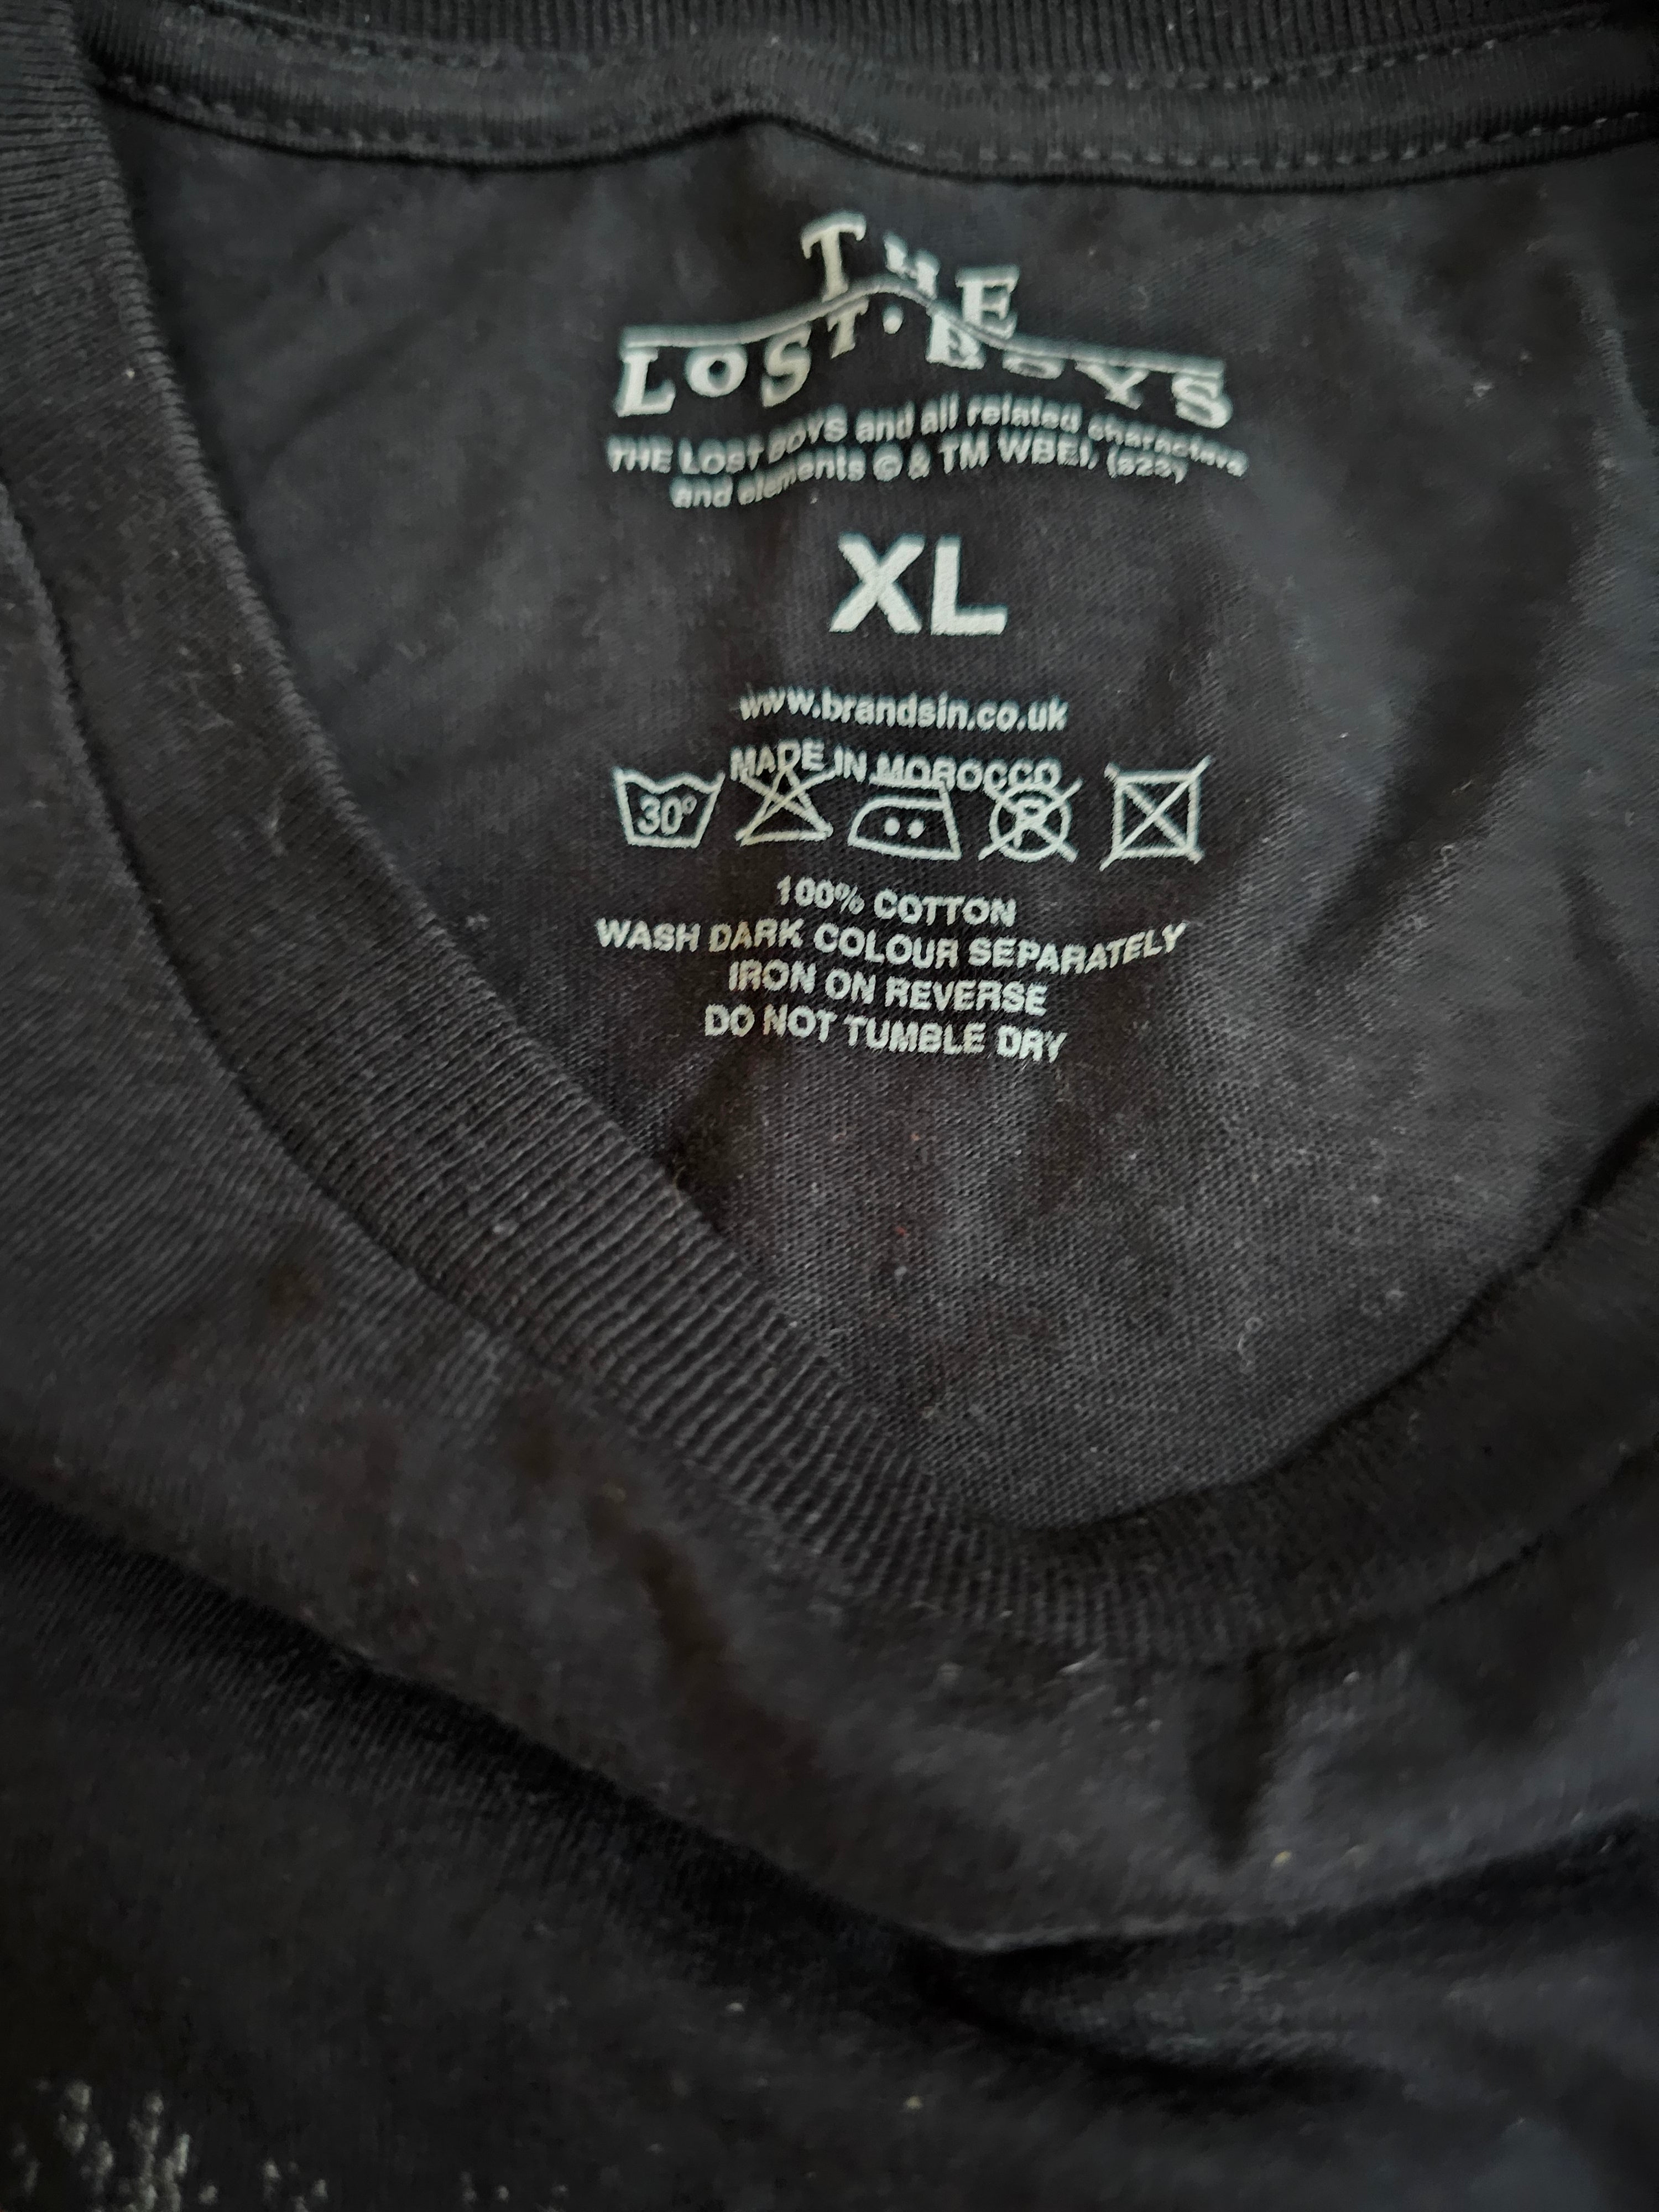 THE
LOST • BOYS
THE LOST BOYS and all related characters
and elements © & TM WBEI. (s23)
XL
www.brandsin.co.uk
MADE IN MOROCCO
30°
100% COTTON
WASH DARK COLOUR SEPARATELY
IRON ON REVERSE
DO NOT TUMBLE DRY